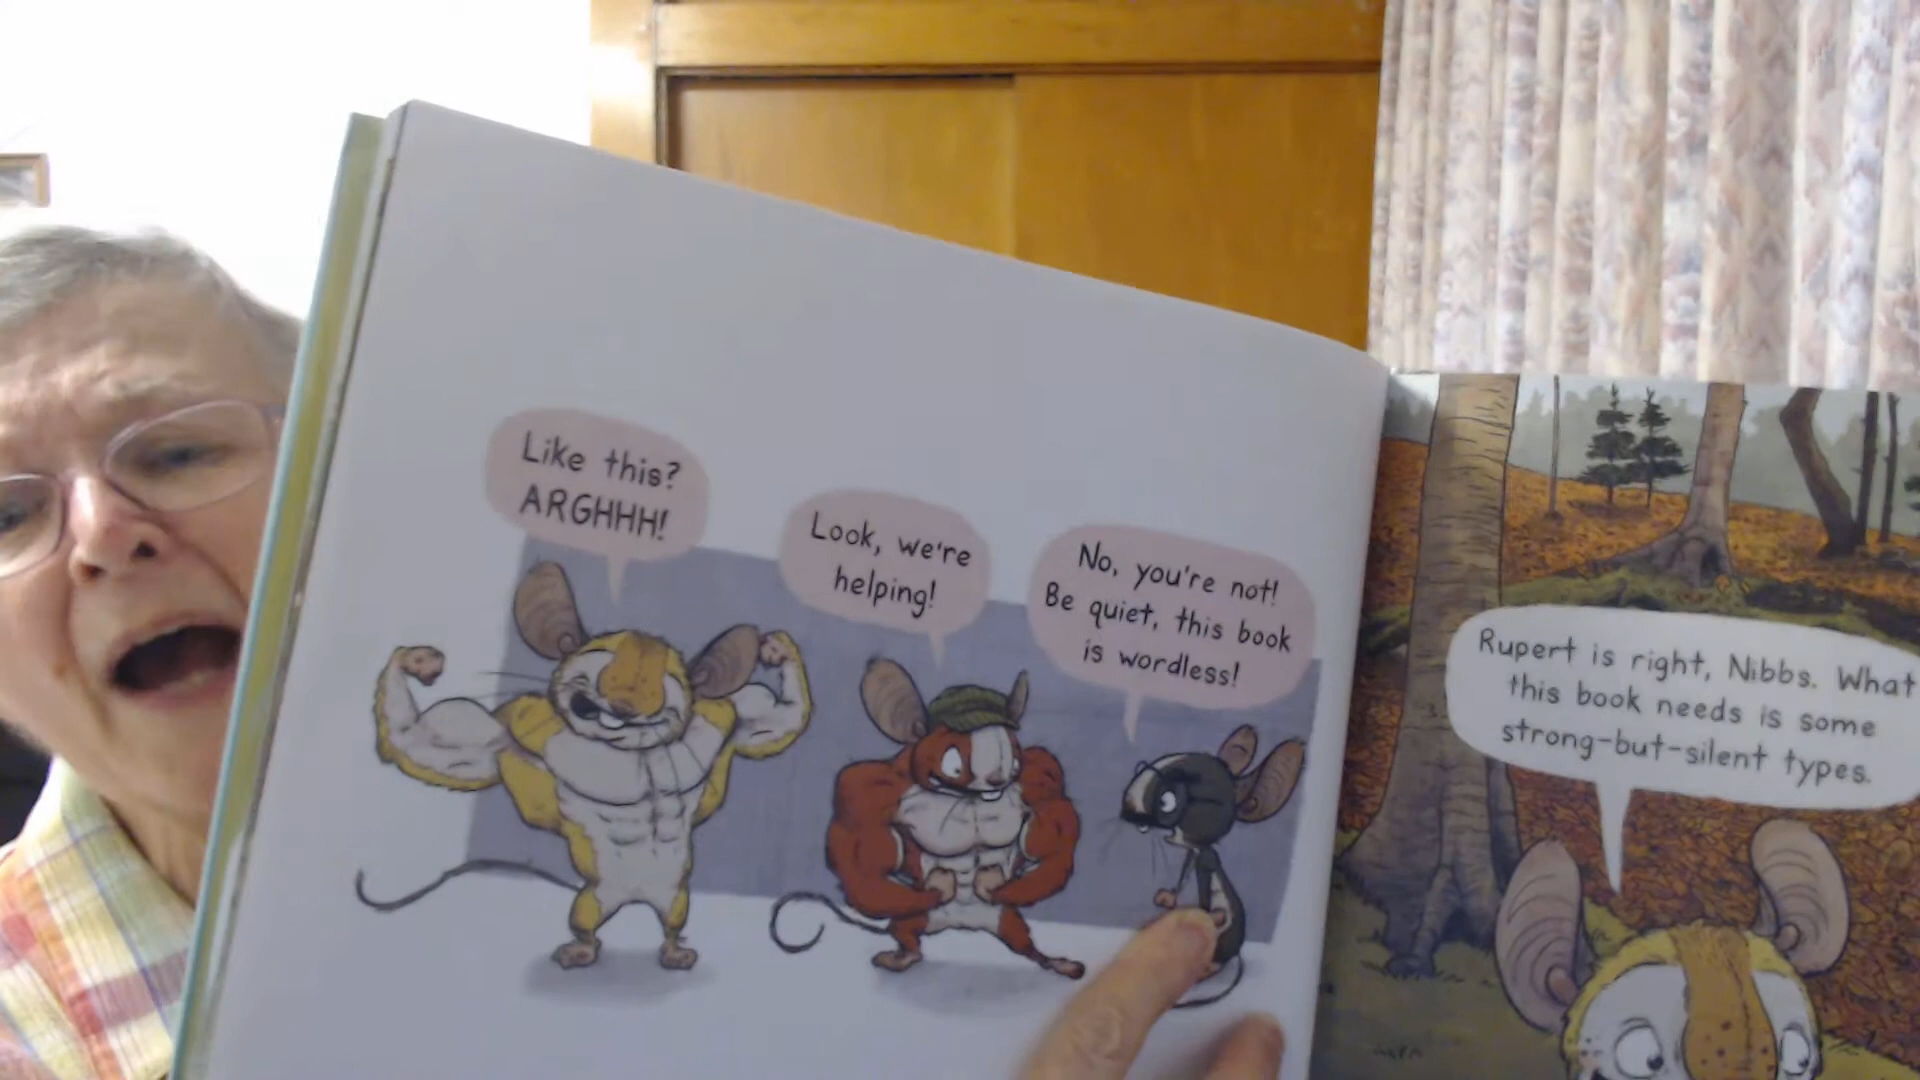 Like this?
ARGHHH!
Look, we're
helping!
No, you're not!
Be quiet, this book
is wordless!
Rupert is right, Nibbs. What
this book needs is some
strong-but-silent types.